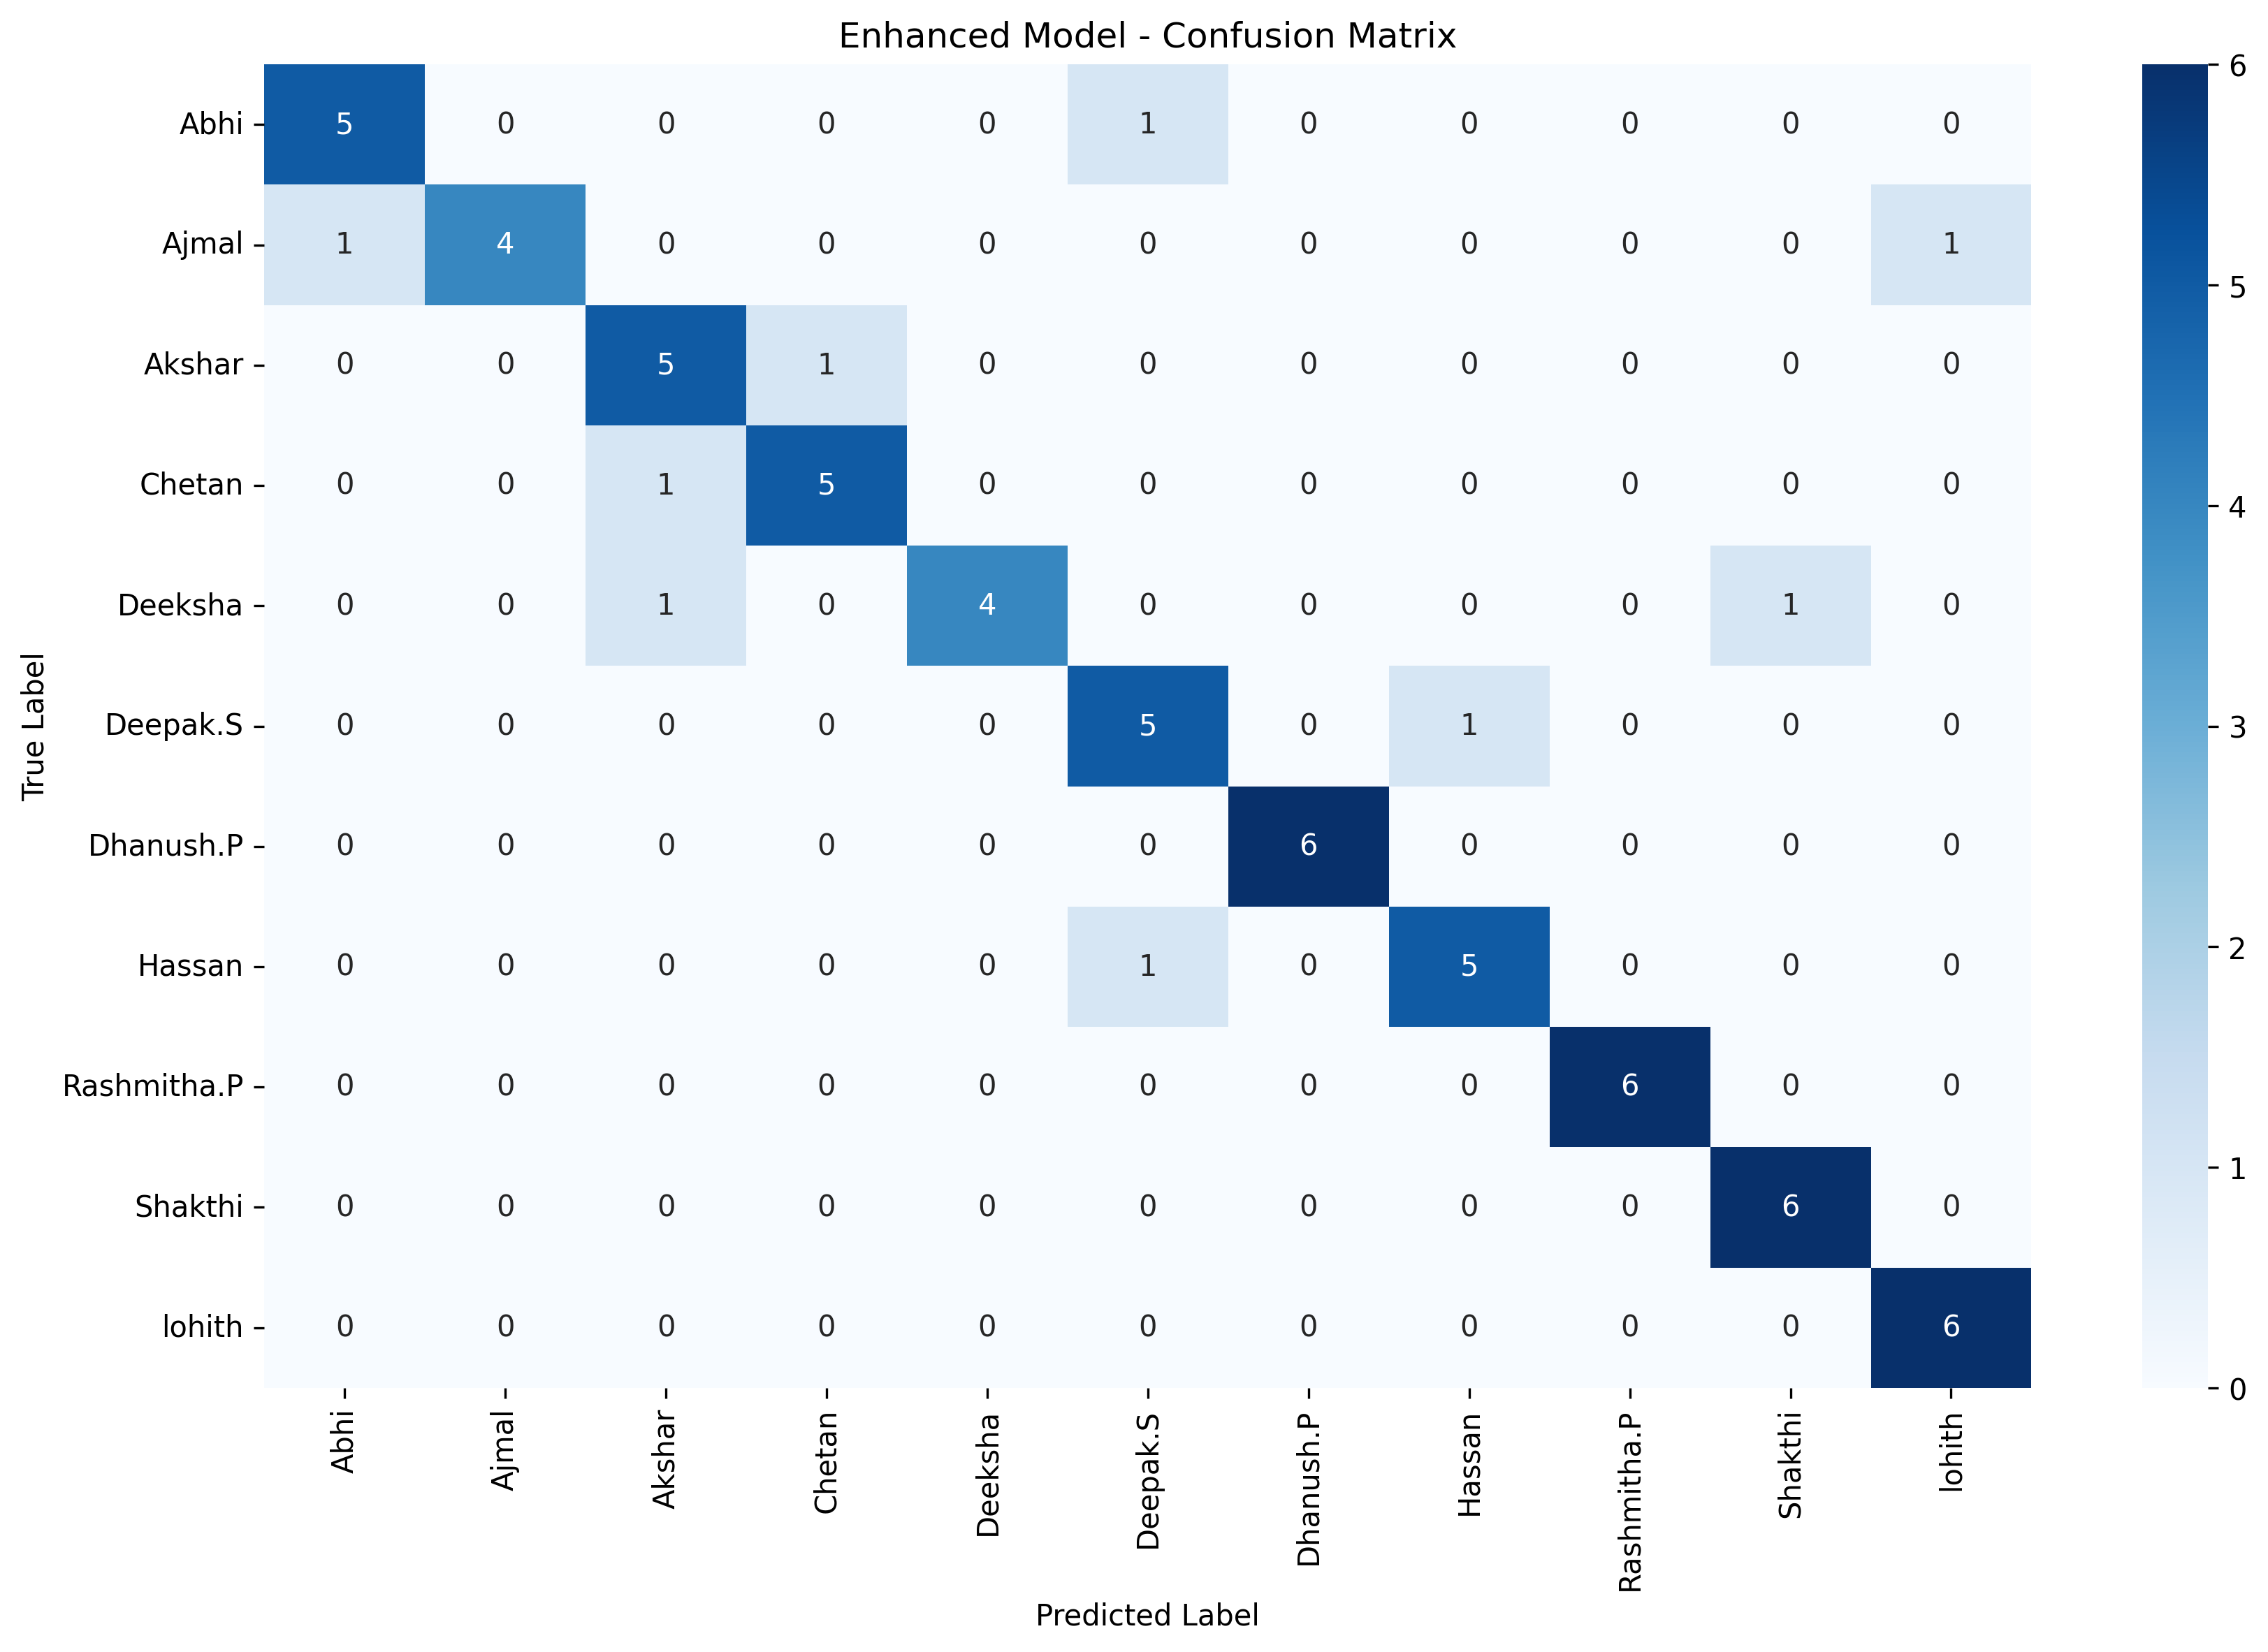 Enhanced Model - Confusion Matrix
Abhi 5 0 0 0 0 1 0 0 0 0 0
Ajmal 1 4 0 0 0 0 0 0 0 0 1
Akshar 0 0 5 1 0 0 0 0 0 0 0
Chetan 0 0 1 5 0 0 0 0 0 0 0
Deeksha 0 0 1 0 4 0 0 0 0 1 0
Deepak.S 0 0 0 0 0 5 0 1 0 0 0
Dhanush.P 0 0 0 0 0 0 6 0 0 0 0
Hassan 0 0 0 0 0 1 0 5 0 0 0
Rashmitha.P 0 0 0 0 0 0 0 0 6 0 0
Shakthi 0 0 0 0 0 0 0 0 0 6 0
lohith 0 0 0 0 0 0 0 0 0 0 6
True Label
Abhi Ajmal Akshar Chetan Deeksha Deepak.S Dhanush.P Hassan Rashmitha.P Shakthi lohith
Predicted Label
6
5
4
3
2
1
0